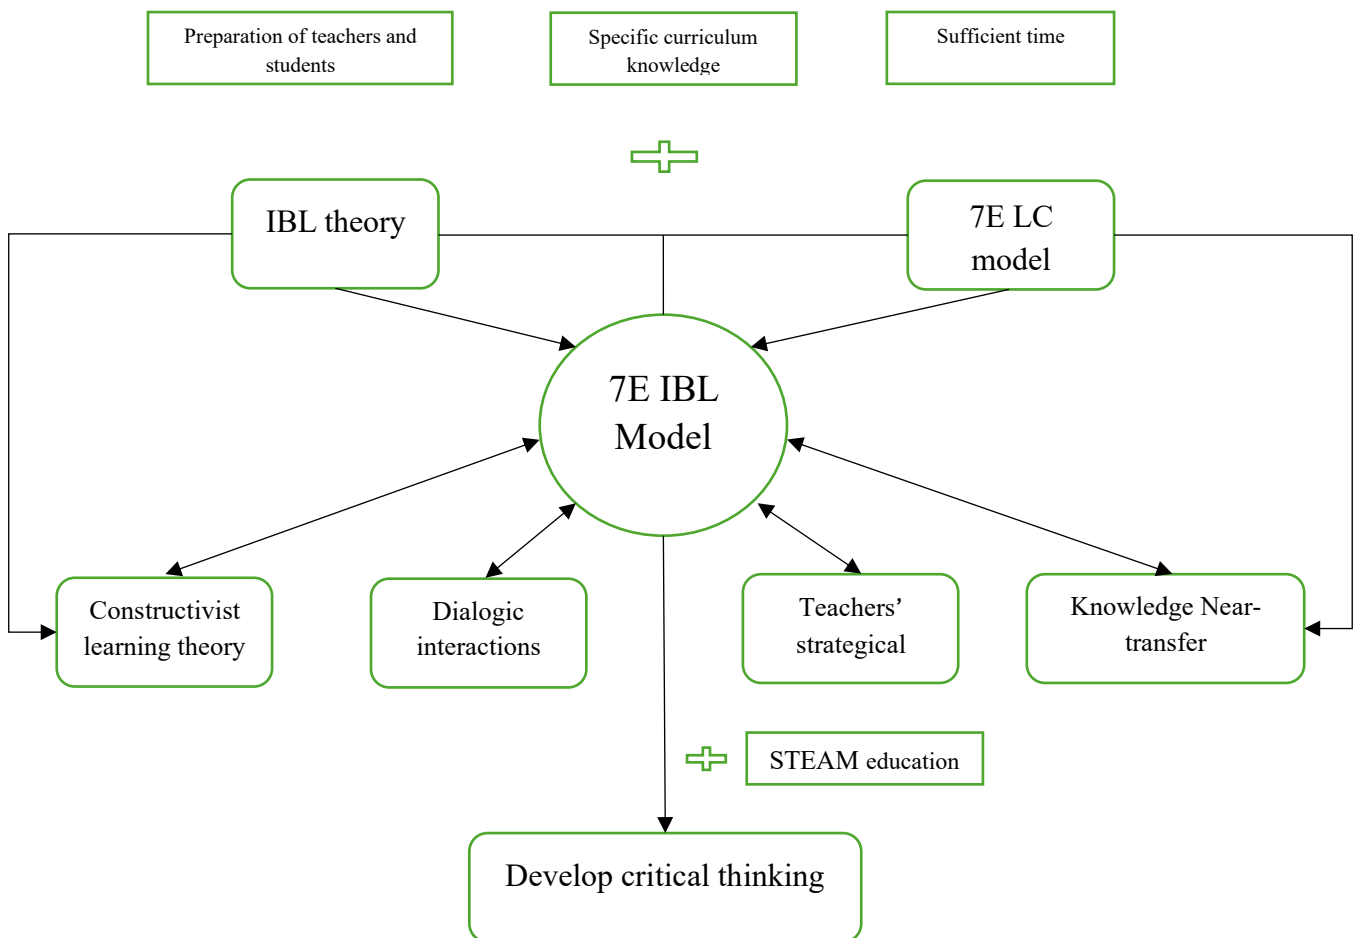 Preparation of teachers and
students
Specific curriculum
knowledge
Sufficient time
IBL theory
7E LC
model
7E IBL
Model
Constructivist
learning theory
Dialogic
interactions
Teachers’
strategical
Knowledge Near-
transfer
STEAM education
Develop critical thinking